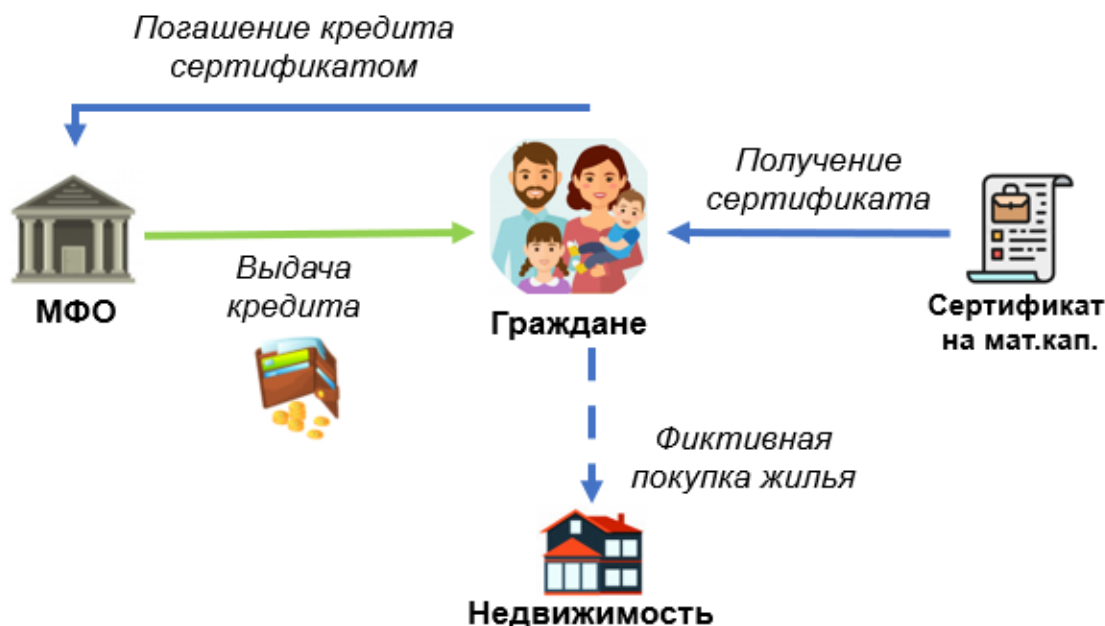 Погашение кредита
сертификатом
Получение
сертификата
МФО
Выдача
кредита
Граждане
Сертификат
на мат.кап.
Фиктивная
покупка жилья
Недвижимость